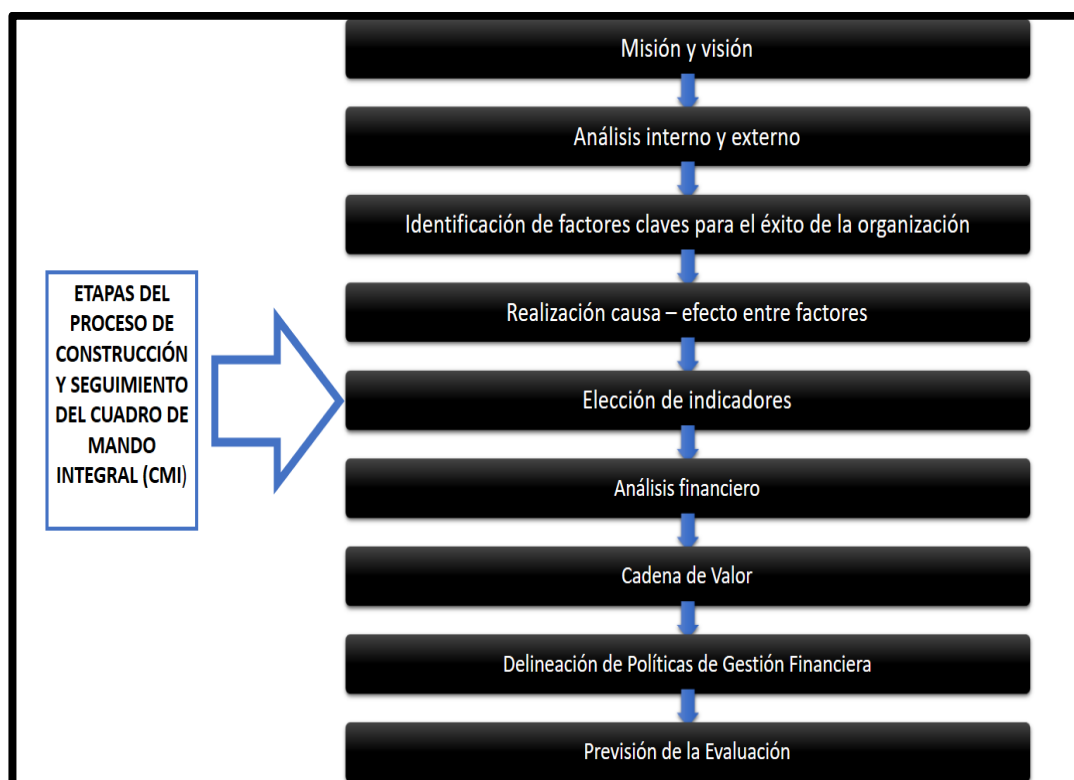 Misión y visión
Análisis interno y externo
Identificación de factores claves para el éxito de la organización
Realización causa – efecto entre factores
Elección de indicadores
Análisis financiero
Cadena de Valor
Delineación de Políticas de Gestión Financiera
Previsión de la Evaluación
ETAPAS DEL
PROCESO DE
CONSTRUCCIÓN
Y SEGUIMIENTO
DEL CUADRO DE
MANDO
INTEGRAL (CMI)